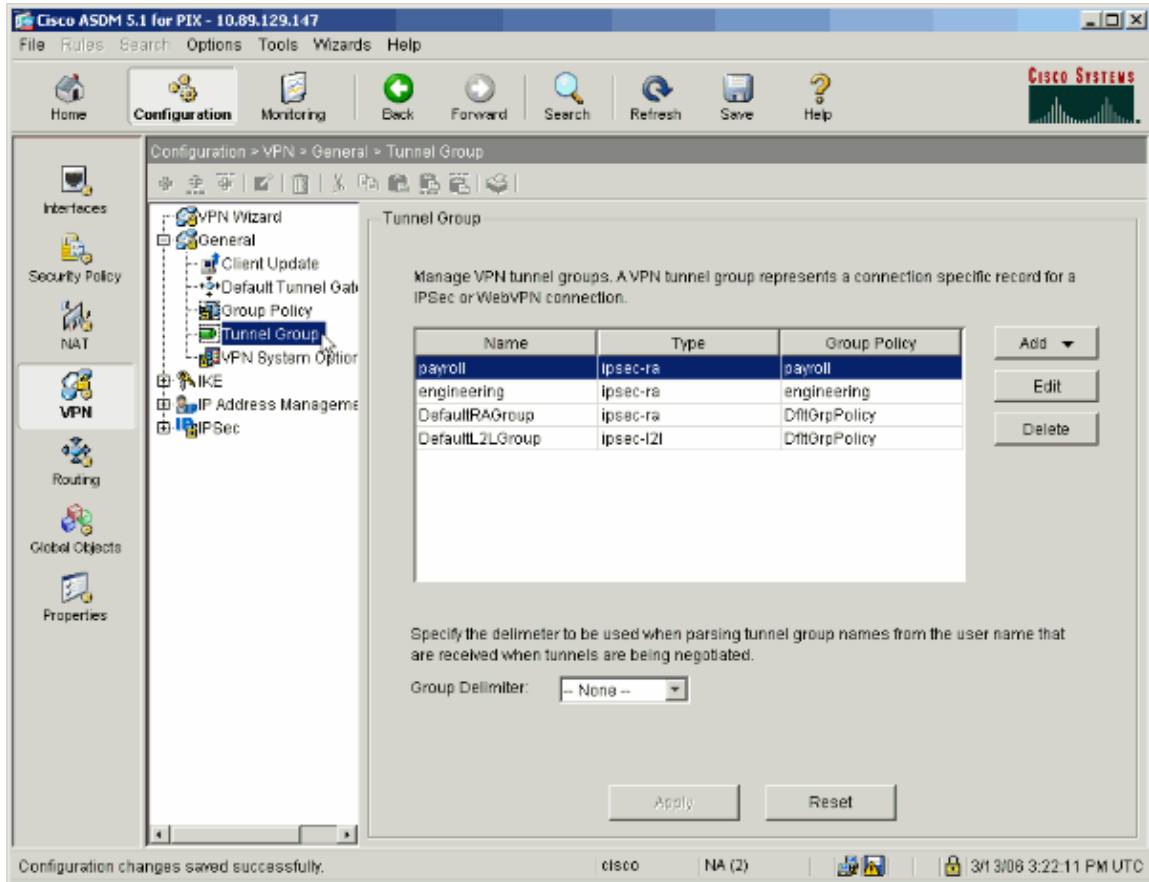 Cisco ASDM 5.1 for PIX - 10.89.129.147
File Rules Search Options Tools Wizards Help
Home Configuration Monitoring Back Forward Search Refresh Save Help
CISCO SYSTEMS
Configuration > VPN > General > Tunnel Group
Interfaces
Security Policy
NAT
VPN
Routing
Global Objects
Properties
VPN Wizard
General
Client Update
Default Tunnel Gate
Group Policy
Tunnel Group
VPN System Option
IKE
IP Address Manageme
IPSec
Tunnel Group
Manage VPN tunnel groups. A VPN tunnel group represents a connection specific record for a
IPSec or WebVPN connection.
Name Type Group Policy
payroll ipsec-ra payroll
engineering ipsec-ra engineering
DefaultRAGroup ipsec-ra DfltGrpPolicy
DefaultL2LGroup ipsec-l2l DfltGrpPolicy
Add
Edit
Delete
Specify the delimeter to be used when parsing tunnel group names from the user name that
are received when tunnels are being negotiated.
Group Delimiter: -- None --
Apply Reset
Configuration changes saved successfully. cisco NA (2) 3/13/06 3:22:11 PM UTC